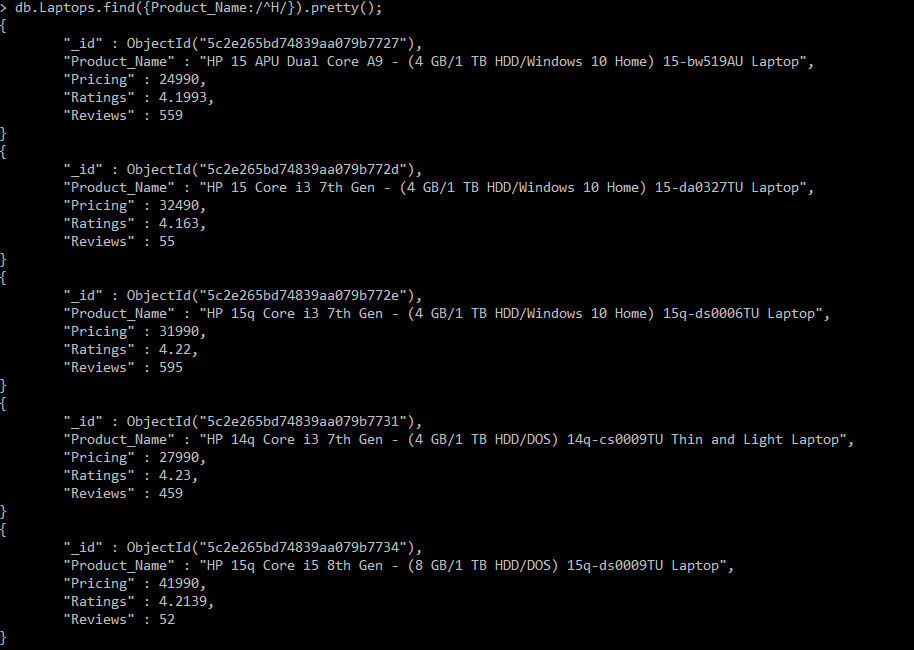 > db.Laptops.find({Product_Name:/^H/}).pretty();
{
        "_id" : ObjectId("5c2e265bd74839aa079b7727"),
        "Product_Name" : "HP 15 APU Dual Core A9 - (4 GB/1 TB HDD/Windows 10 Home) 15-bw519AU Laptop",
        "Pricing" : 24990,
        "Ratings" : 4.1993,
        "Reviews" : 559
}
{
        "_id" : ObjectId("5c2e265bd74839aa079b772d"),
        "Product_Name" : "HP 15 Core i3 7th Gen - (4 GB/1 TB HDD/Windows 10 Home) 15-da0327TU Laptop",
        "Pricing" : 32490,
        "Ratings" : 4.163,
        "Reviews" : 55
}
{
        "_id" : ObjectId("5c2e265bd74839aa079b772e"),
        "Product_Name" : "HP 15q Core i3 7th Gen - (4 GB/1 TB HDD/Windows 10 Home) 15q-ds0006TU Laptop",
        "Pricing" : 31990,
        "Ratings" : 4.22,
        "Reviews" : 595
}
{
        "_id" : ObjectId("5c2e265bd74839aa079b7731"),
        "Product_Name" : "HP 14q Core i3 7th Gen - (4 GB/1 TB HDD/DOS) 14q-cs0009TU Thin and Light Laptop",
        "Pricing" : 27990,
        "Ratings" : 4.23,
        "Reviews" : 459
}
{
        "_id" : ObjectId("5c2e265bd74839aa079b7734"),
        "Product_Name" : "HP 15q Core i5 8th Gen - (8 GB/1 TB HDD/DOS) 15q-ds0009TU Laptop",
        "Pricing" : 41990,
        "Ratings" : 4.2139,
        "Reviews" : 52
}